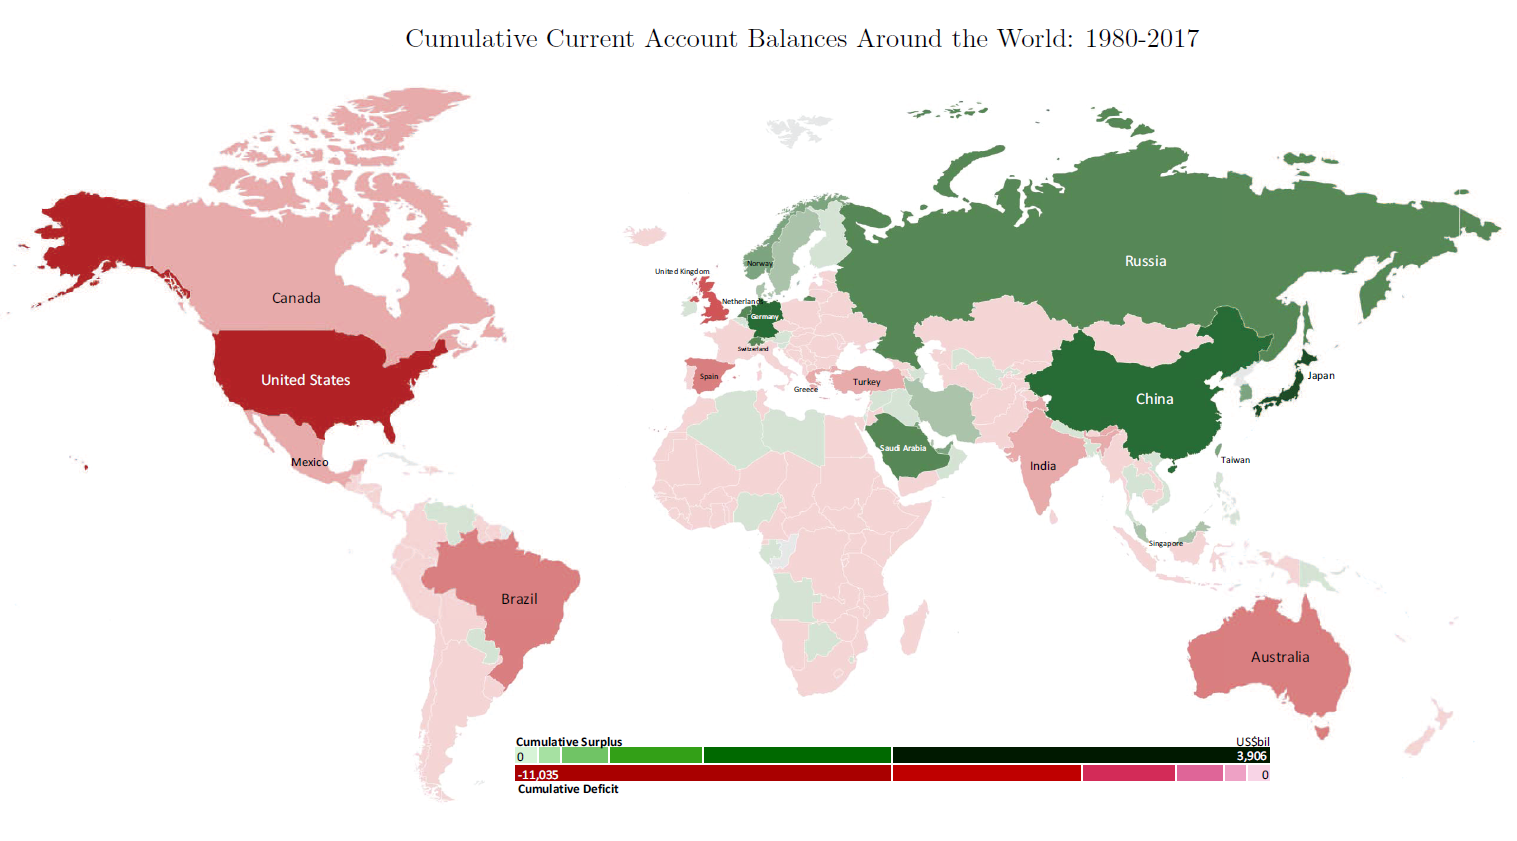 Cumulative Current Account Balances Around the World: 1980-2017
Russia
Norway
United Kingdom
Canada
Netherlands
Germany
Switzerland
United States
Spain
Turkey
Japan
Greece
China
Saudi Arabia
Taiwan
Mexico
India
Singapore
Brazil
Australia
Cumulative Surplus US$bil
0 3,906
-11,035 0
Cumulative Deficit